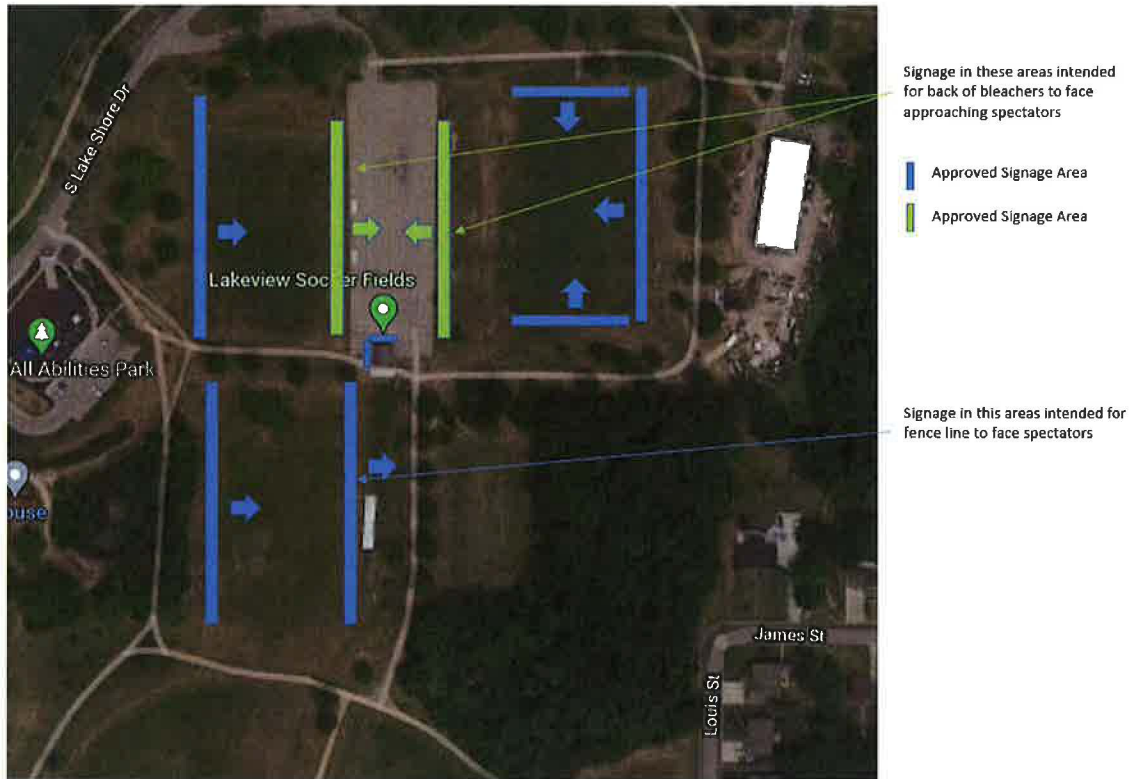 S Lake Shore Dr
Signage in these areas intended
for back of bleachers to face
approaching spectators
Approved Signage Area
Approved Signage Area
Lakeview Soccer Fields
All Abilities Park
Signage in this areas intended for
fence line to face spectators
ouse
James St
Louis St